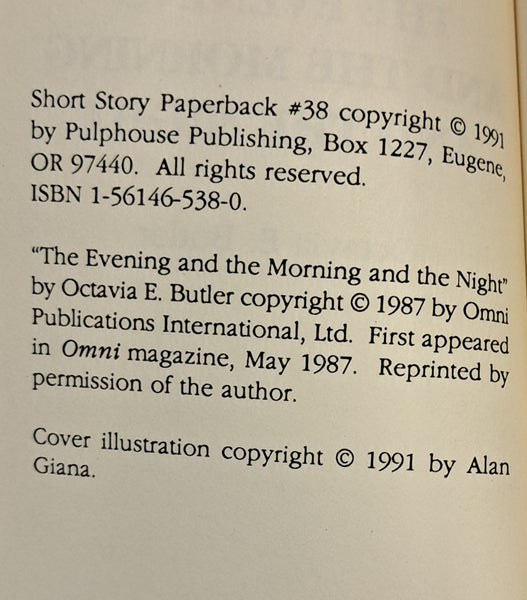 Short Story Paperback #38 copyright © 1991
by Pulphouse Publishing, Box 1227, Eugene,
OR 97440. All rights reserved.
ISBN 1-56146-538-0.
"The Evening and the Morning and the Night"
by Octavia E. Butler copyright © 1987 by Omni
Publications International, Ltd. First appeared
in Omni magazine, May 1987. Reprinted by
permission of the author.
Cover illustration copyright © 1991 by Alan
Giana.